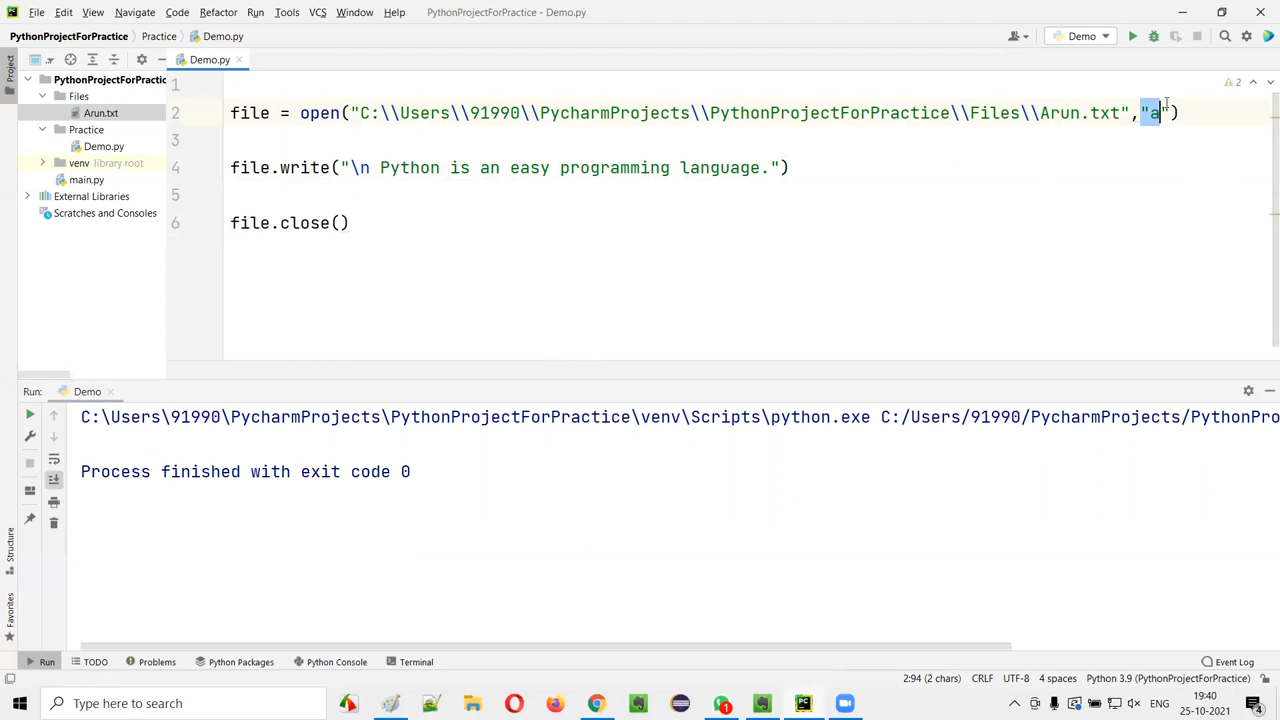 File Edit View Navigate Code Refactor Run Tools VCS Window Help PythonProjectForPractice - Demo.py
PythonProjectForPractice Practice Demo.py Demo
Project Demo.py
PythonProjectForPractic
Files
Arun.txt
Practice
Demo.py
venv library root
main.py
External Libraries
Scratches and Consoles
2
1
2 file = open("C:\\Users\\91990\\PycharmProjects\\PythonProjectForPractice\\Files\\Arun.txt","a")
3
4 file.write("\n Python is an easy programming language.")
5
6 file.close()
Run: Demo
C:\Users\91990\PycharmProjects\PythonProjectForPractice\venv\Scripts\python.exe C:/Users/91990/PycharmProjects/PythonPro
Process finished with exit code 0
Structure
Favorites
Run TODO Problems Python Packages Python Console Terminal Event Log
2:94 (2 chars) CRLF UTF-8 4 spaces Python 3.9 (PythonProjectForPractice)
Type here to search
1
ENG
19:40
25-10-2021
4